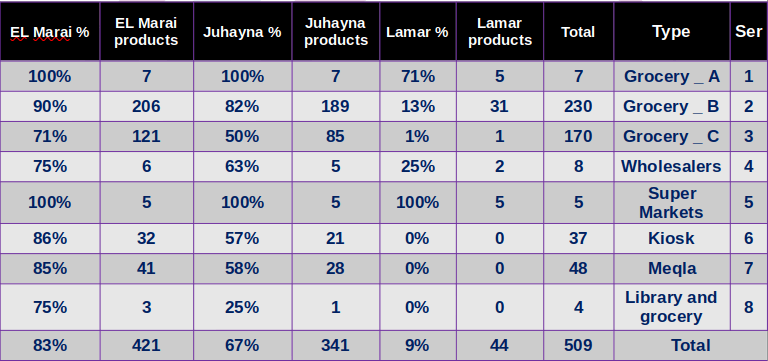 EL Marai % EL Marai products Juhayna % Juhayna products Lamar % Lamar products Total Type Ser
100% 7 100% 7 71% 5 7 Grocery _ A 1
90% 206 82% 189 13% 31 230 Grocery _ B 2
71% 121 50% 85 1% 1 170 Grocery _ C 3
75% 6 63% 5 25% 2 8 Wholesalers 4
100% 5 100% 5 100% 5 5 Super Markets 5
86% 32 57% 21 0% 0 37 Kiosk 6
85% 41 58% 28 0% 0 48 Meqla 7
75% 3 25% 1 0% 0 4 Library and grocery 8
83% 421 67% 341 9% 44 509 Total